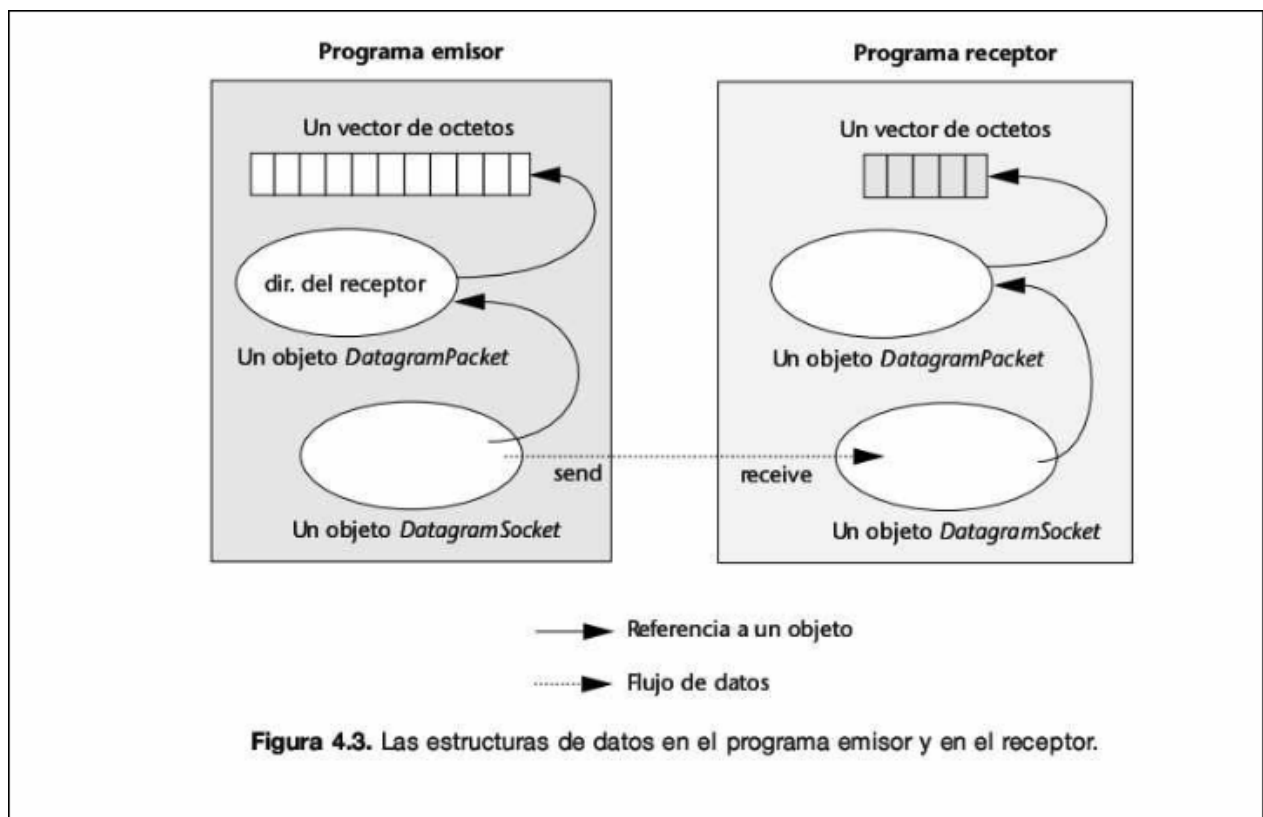 Programa emisor
Un vector de octetos
dir. del receptor
Un objeto DatagramPacket
send
Un objeto DatagramSocket
Programa receptor
Un vector de octetos
Un objeto DatagramPacket
receive
Un objeto DatagramSocket
Referencia a un objeto
Flujo de datos
Figura 4.3. Las estructuras de datos en el programa emisor y en el receptor.